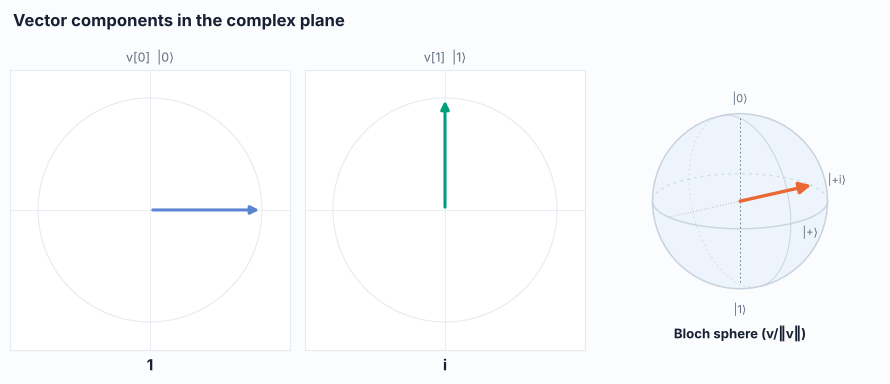 Vector components in the complex plane
v[0] |0⟩
v[1] |1⟩
|0⟩
|+i⟩
|+⟩
|1⟩
Bloch sphere (v/‖v‖)
1
i